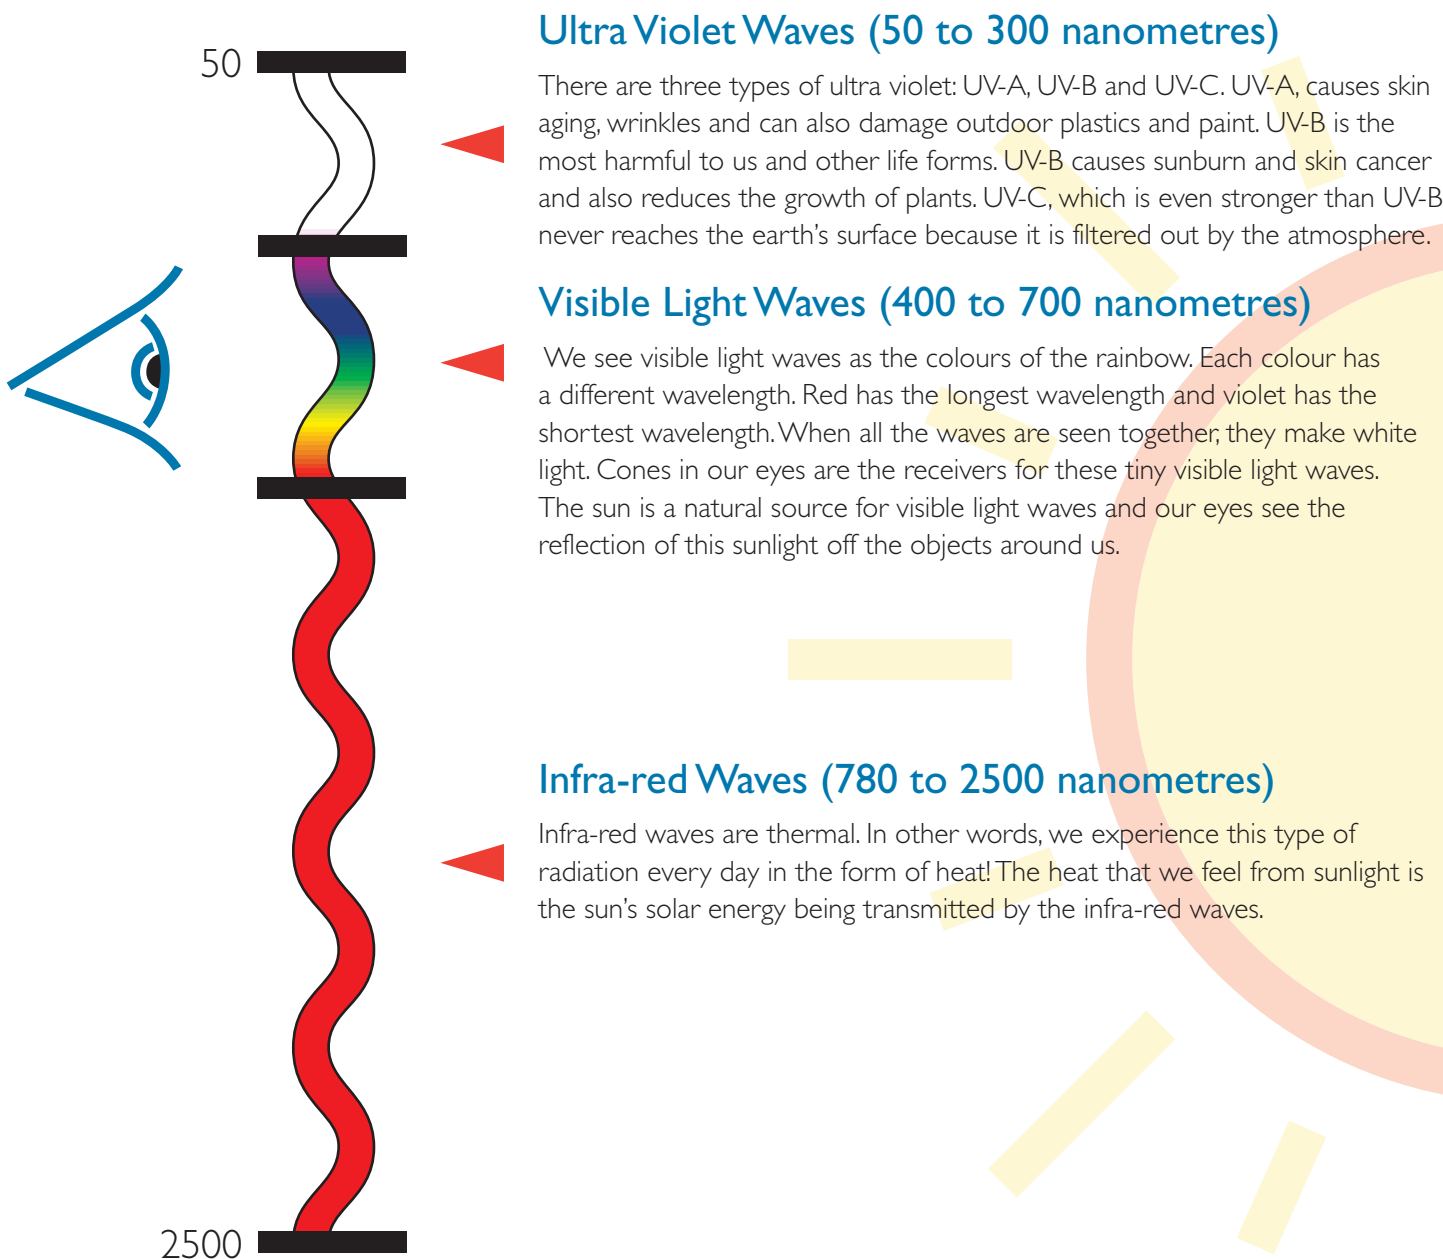 50
Ultra Violet Waves (50 to 300 nanometres)
There are three types of ultra violet: UV-A, UV-B and UV-C. UV-A, causes skin
aging, wrinkles and can also damage outdoor plastics and paint. UV-B is the
most harmful to us and other life forms. UV-B causes sunburn and skin cancer
and also reduces the growth of plants. UV-C, which is even stronger than UV-B
never reaches the earth's surface because it is filtered out by the atmosphere.
Visible Light Waves (400 to 700 nanometres)
We see visible light waves as the colours of the rainbow. Each colour has
a different wavelength. Red has the longest wavelength and violet has the
shortest wavelength. When all the waves are seen together, they make white
light. Cones in our eyes are the receivers for these tiny visible light waves.
The sun is a natural source for visible light waves and our eyes see the
reflection of this sunlight off the objects around us.
Infra-red Waves (780 to 2500 nanometres)
Infra-red waves are thermal. In other words, we experience this type of
radiation every day in the form of heat! The heat that we feel from sunlight is
the sun's solar energy being transmitted by the infra-red waves.
2500